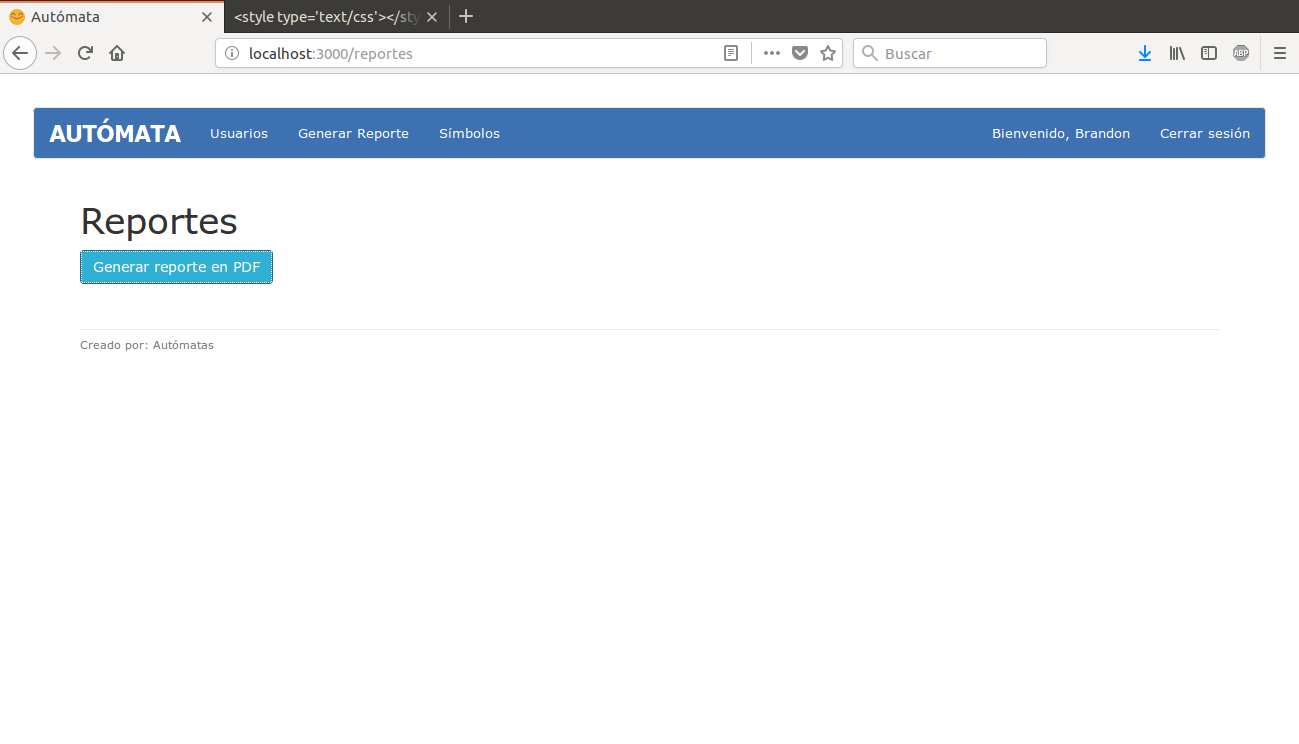 Autómata
<style type='text/css'></sty
localhost:3000/reportes
Buscar
ABP
AUTÓMATA Usuarios Generar Reporte Símbolos Bienvenido, Brandon Cerrar sesión
Reportes
Generar reporte en PDF
Creado por: Autómatas